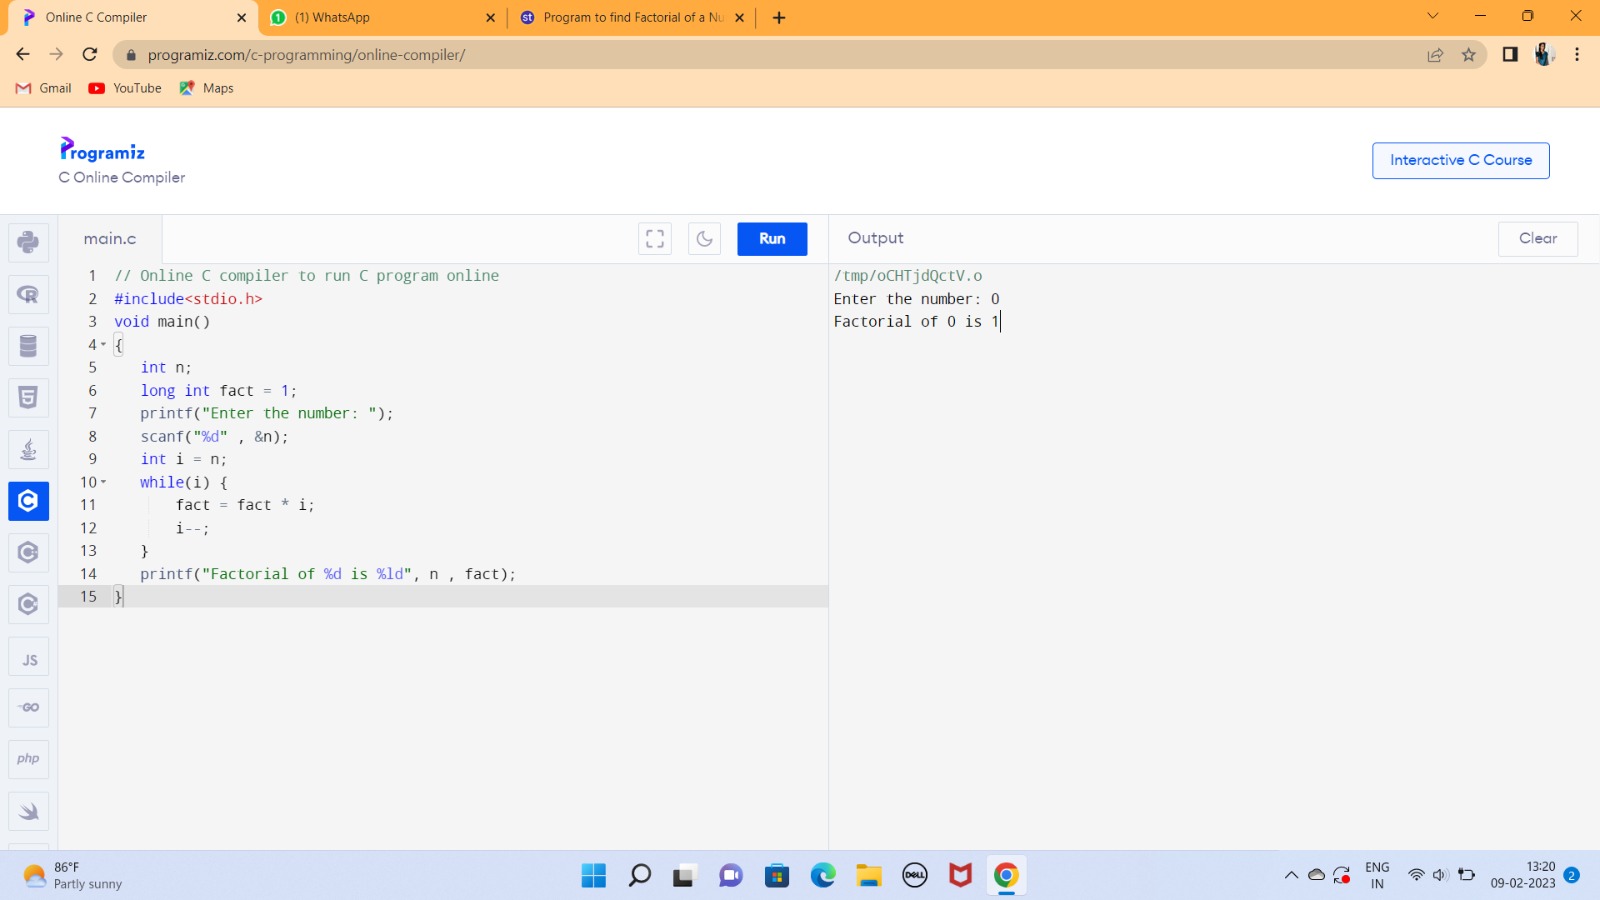 Online C Compiler
(1) WhatsApp
st Program to find Factorial of a Nu
programiz.com/c-programming/online-compiler/
Gmail YouTube Maps
Programiz
C Online Compiler
Interactive C Course
main.c
Run
Output
Clear
1 // Online C compiler to run C program online
2 #include<stdio.h>
3 void main()
4 {
5 int n;
6 long int fact = 1;
7 printf("Enter the number: ");
8 scanf("%d" , &n);
9 int i = n;
10 while(i) {
11 fact = fact * i;
12 i--;
13 }
14 printf("Factorial of %d is %ld", n , fact);
15 }
/tmp/oCHTjdQctV.o
Enter the number: 0
Factorial of 0 is 1
JS
GO
php
86°F
Partly sunny
DELL
ENG
IN
13:20
09-02-2023
2